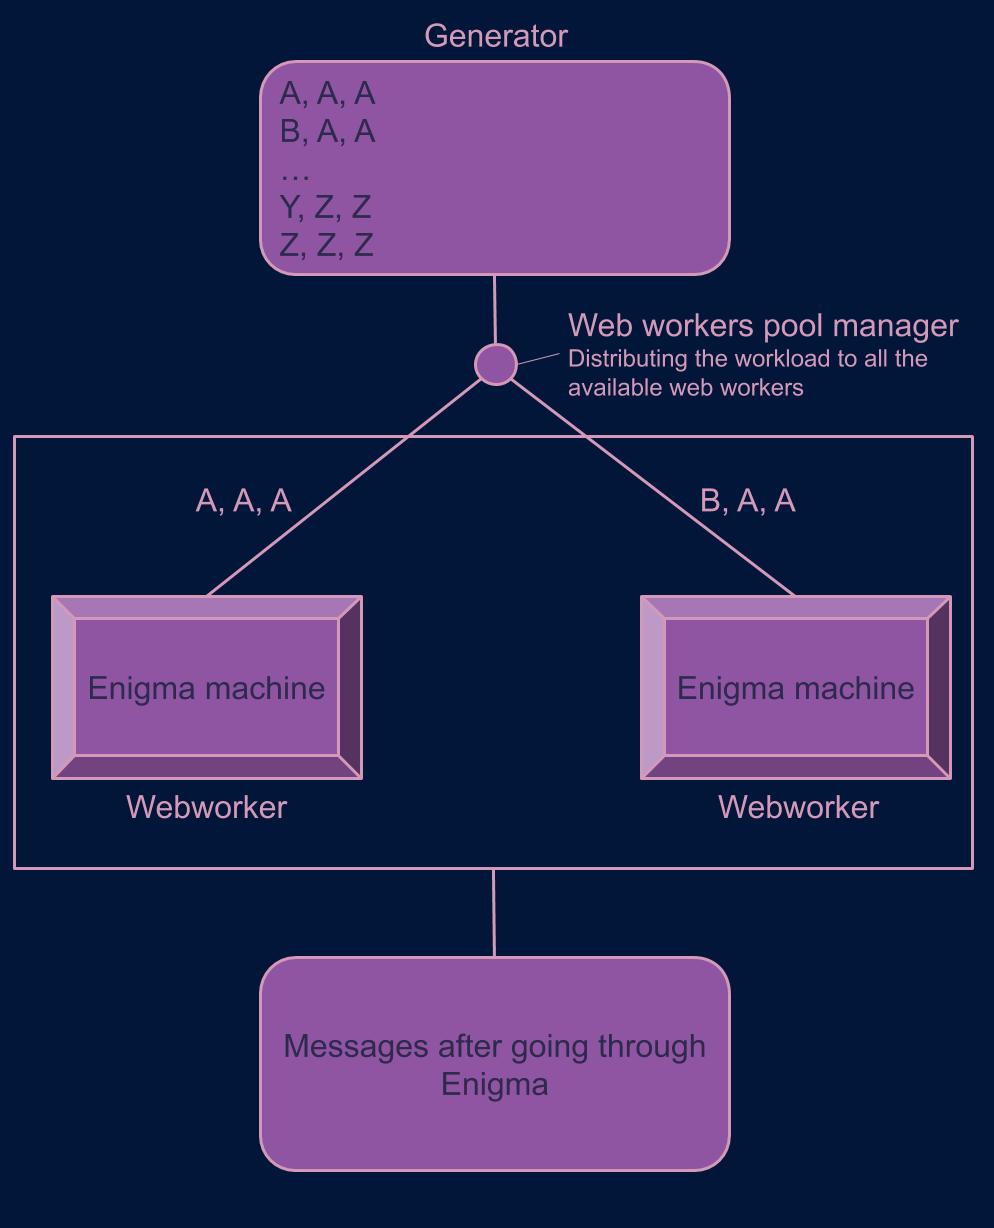 Generator
A, A, A
B, A, A
...
Y, Z, Z
Z, Z, Z
Web workers pool manager
Distributing the workload to all the
available web workers
A, A, A
B, A, A
Enigma machine
Enigma machine
Webworker
Webworker
Messages after going through
Enigma